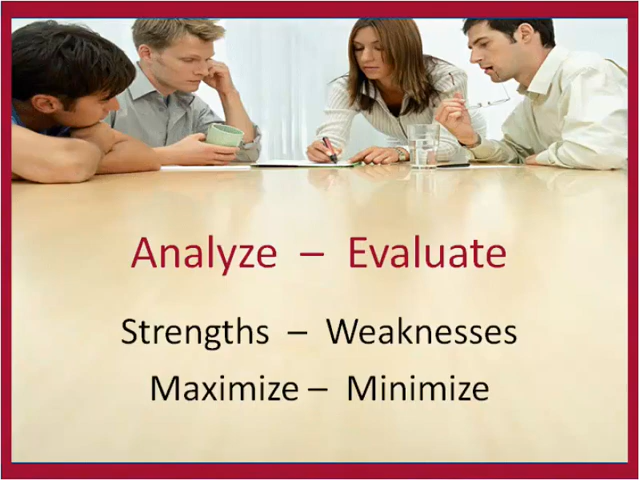 Analyze – Evaluate
Strengths – Weaknesses
Maximize – Minimize